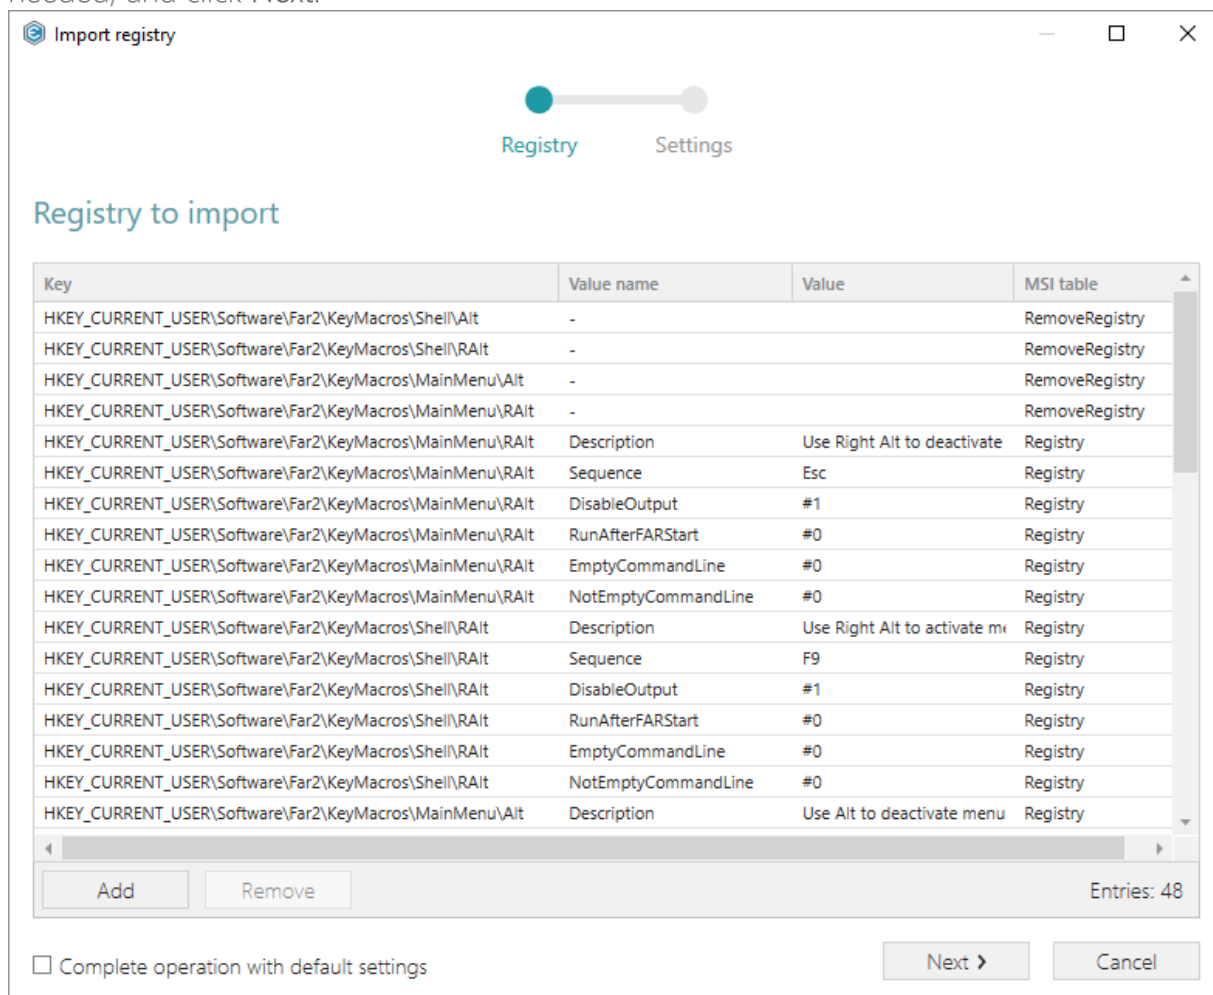 needed, and click Next.
Import registry
Registry Settings
Registry to import
Key Value name Value MSI table
HKEY_CURRENT_USER\Software\Far2\KeyMacros\Shell\Alt - RemoveRegistry
HKEY_CURRENT_USER\Software\Far2\KeyMacros\Shell\RAlt - RemoveRegistry
HKEY_CURRENT_USER\Software\Far2\KeyMacros\MainMenu\Alt - RemoveRegistry
HKEY_CURRENT_USER\Software\Far2\KeyMacros\MainMenu\RAlt - RemoveRegistry
HKEY_CURRENT_USER\Software\Far2\KeyMacros\MainMenu\RAlt Description Use Right Alt to deactivate Registry
HKEY_CURRENT_USER\Software\Far2\KeyMacros\MainMenu\RAlt Sequence Esc Registry
HKEY_CURRENT_USER\Software\Far2\KeyMacros\MainMenu\RAlt DisableOutput #1 Registry
HKEY_CURRENT_USER\Software\Far2\KeyMacros\MainMenu\RAlt RunAfterFARStart #0 Registry
HKEY_CURRENT_USER\Software\Far2\KeyMacros\MainMenu\RAlt EmptyCommandLine #0 Registry
HKEY_CURRENT_USER\Software\Far2\KeyMacros\MainMenu\RAlt NotEmptyCommandLine #0 Registry
HKEY_CURRENT_USER\Software\Far2\KeyMacros\Shell\RAlt Description Use Right Alt to activate Registry
HKEY_CURRENT_USER\Software\Far2\KeyMacros\Shell\RAlt Sequence F9 Registry
HKEY_CURRENT_USER\Software\Far2\KeyMacros\Shell\RAlt DisableOutput #1 Registry
HKEY_CURRENT_USER\Software\Far2\KeyMacros\Shell\RAlt RunAfterFARStart #0 Registry
HKEY_CURRENT_USER\Software\Far2\KeyMacros\Shell\RAlt EmptyCommandLine #0 Registry
HKEY_CURRENT_USER\Software\Far2\KeyMacros\Shell\RAlt NotEmptyCommandLine #0 Registry
HKEY_CURRENT_USER\Software\Far2\KeyMacros\MainMenu\Alt Description Use Alt to deactivate menu Registry
Add Remove Entries: 48
Complete operation with default settings Next > Cancel